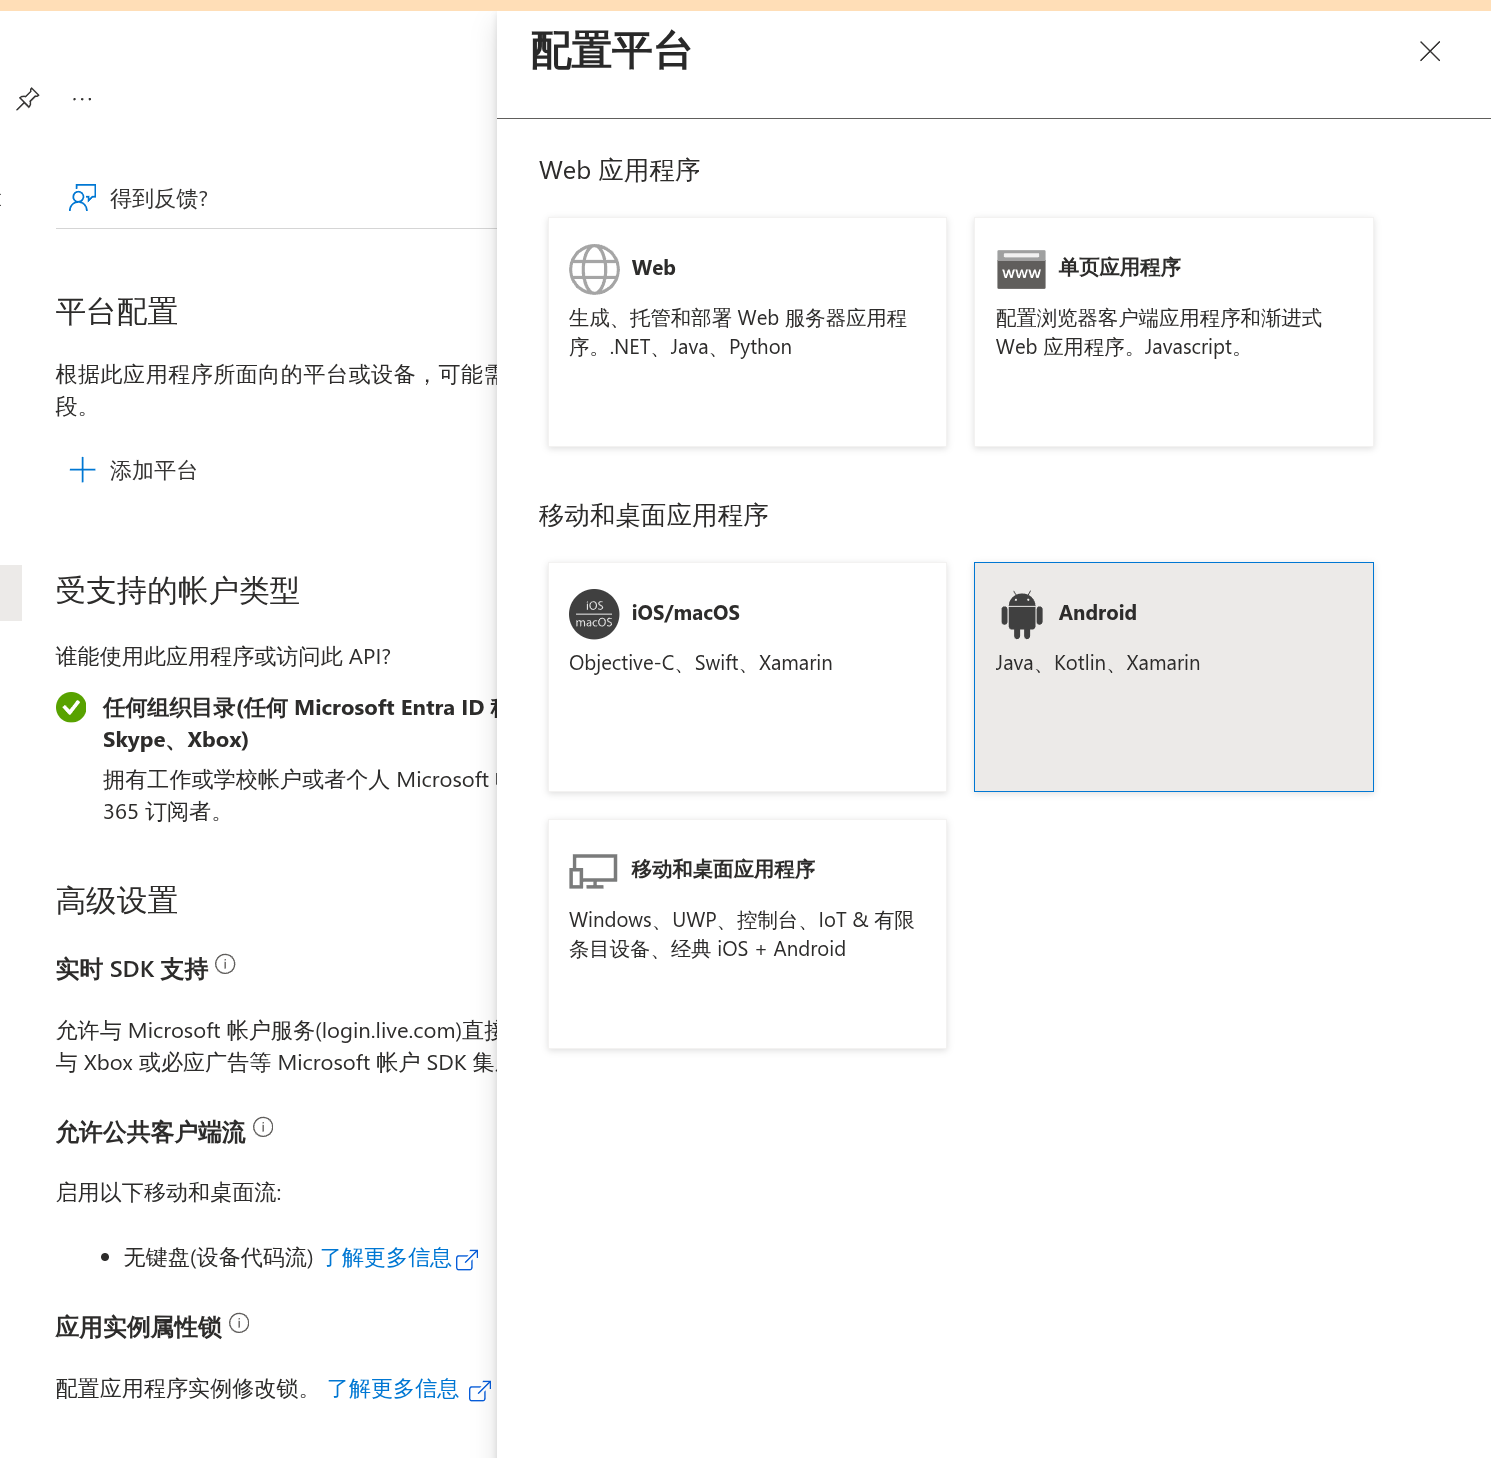 得到反馈?
平台配置
根据此应用程序所面向的平台或设备，可能需
段。
添加平台
受支持的帐户类型
谁能使用此应用程序或访问此 API?
任何组织目录(任何 Microsoft Entra ID
Skype、Xbox)
拥有工作或学校帐户或者个人 Microsoft
365 订阅者。
高级设置
实时 SDK 支持
允许与 Microsoft 帐户服务(login.live.com)直接
与 Xbox 或必应广告等 Microsoft 帐户 SDK 集
允许公共客户端流
启用以下移动和桌面流:
• 无键盘(设备代码流) 了解更多信息
应用实例属性锁
配置应用程序实例修改锁。 了解更多信息
配置平台
Web 应用程序
Web
生成、托管和部署 Web 服务器应用程
序。.NET、Java、Python
www
单页应用程序
配置浏览器客户端应用程序和渐进式
Web 应用程序。Javascript。
移动和桌面应用程序
iOS
macOS
iOS/macOS
Objective-C、Swift、Xamarin
Android
Java、Kotlin、Xamarin
移动和桌面应用程序
Windows、UWP、控制台、IoT & 有限
条目设备、经典 iOS + Android